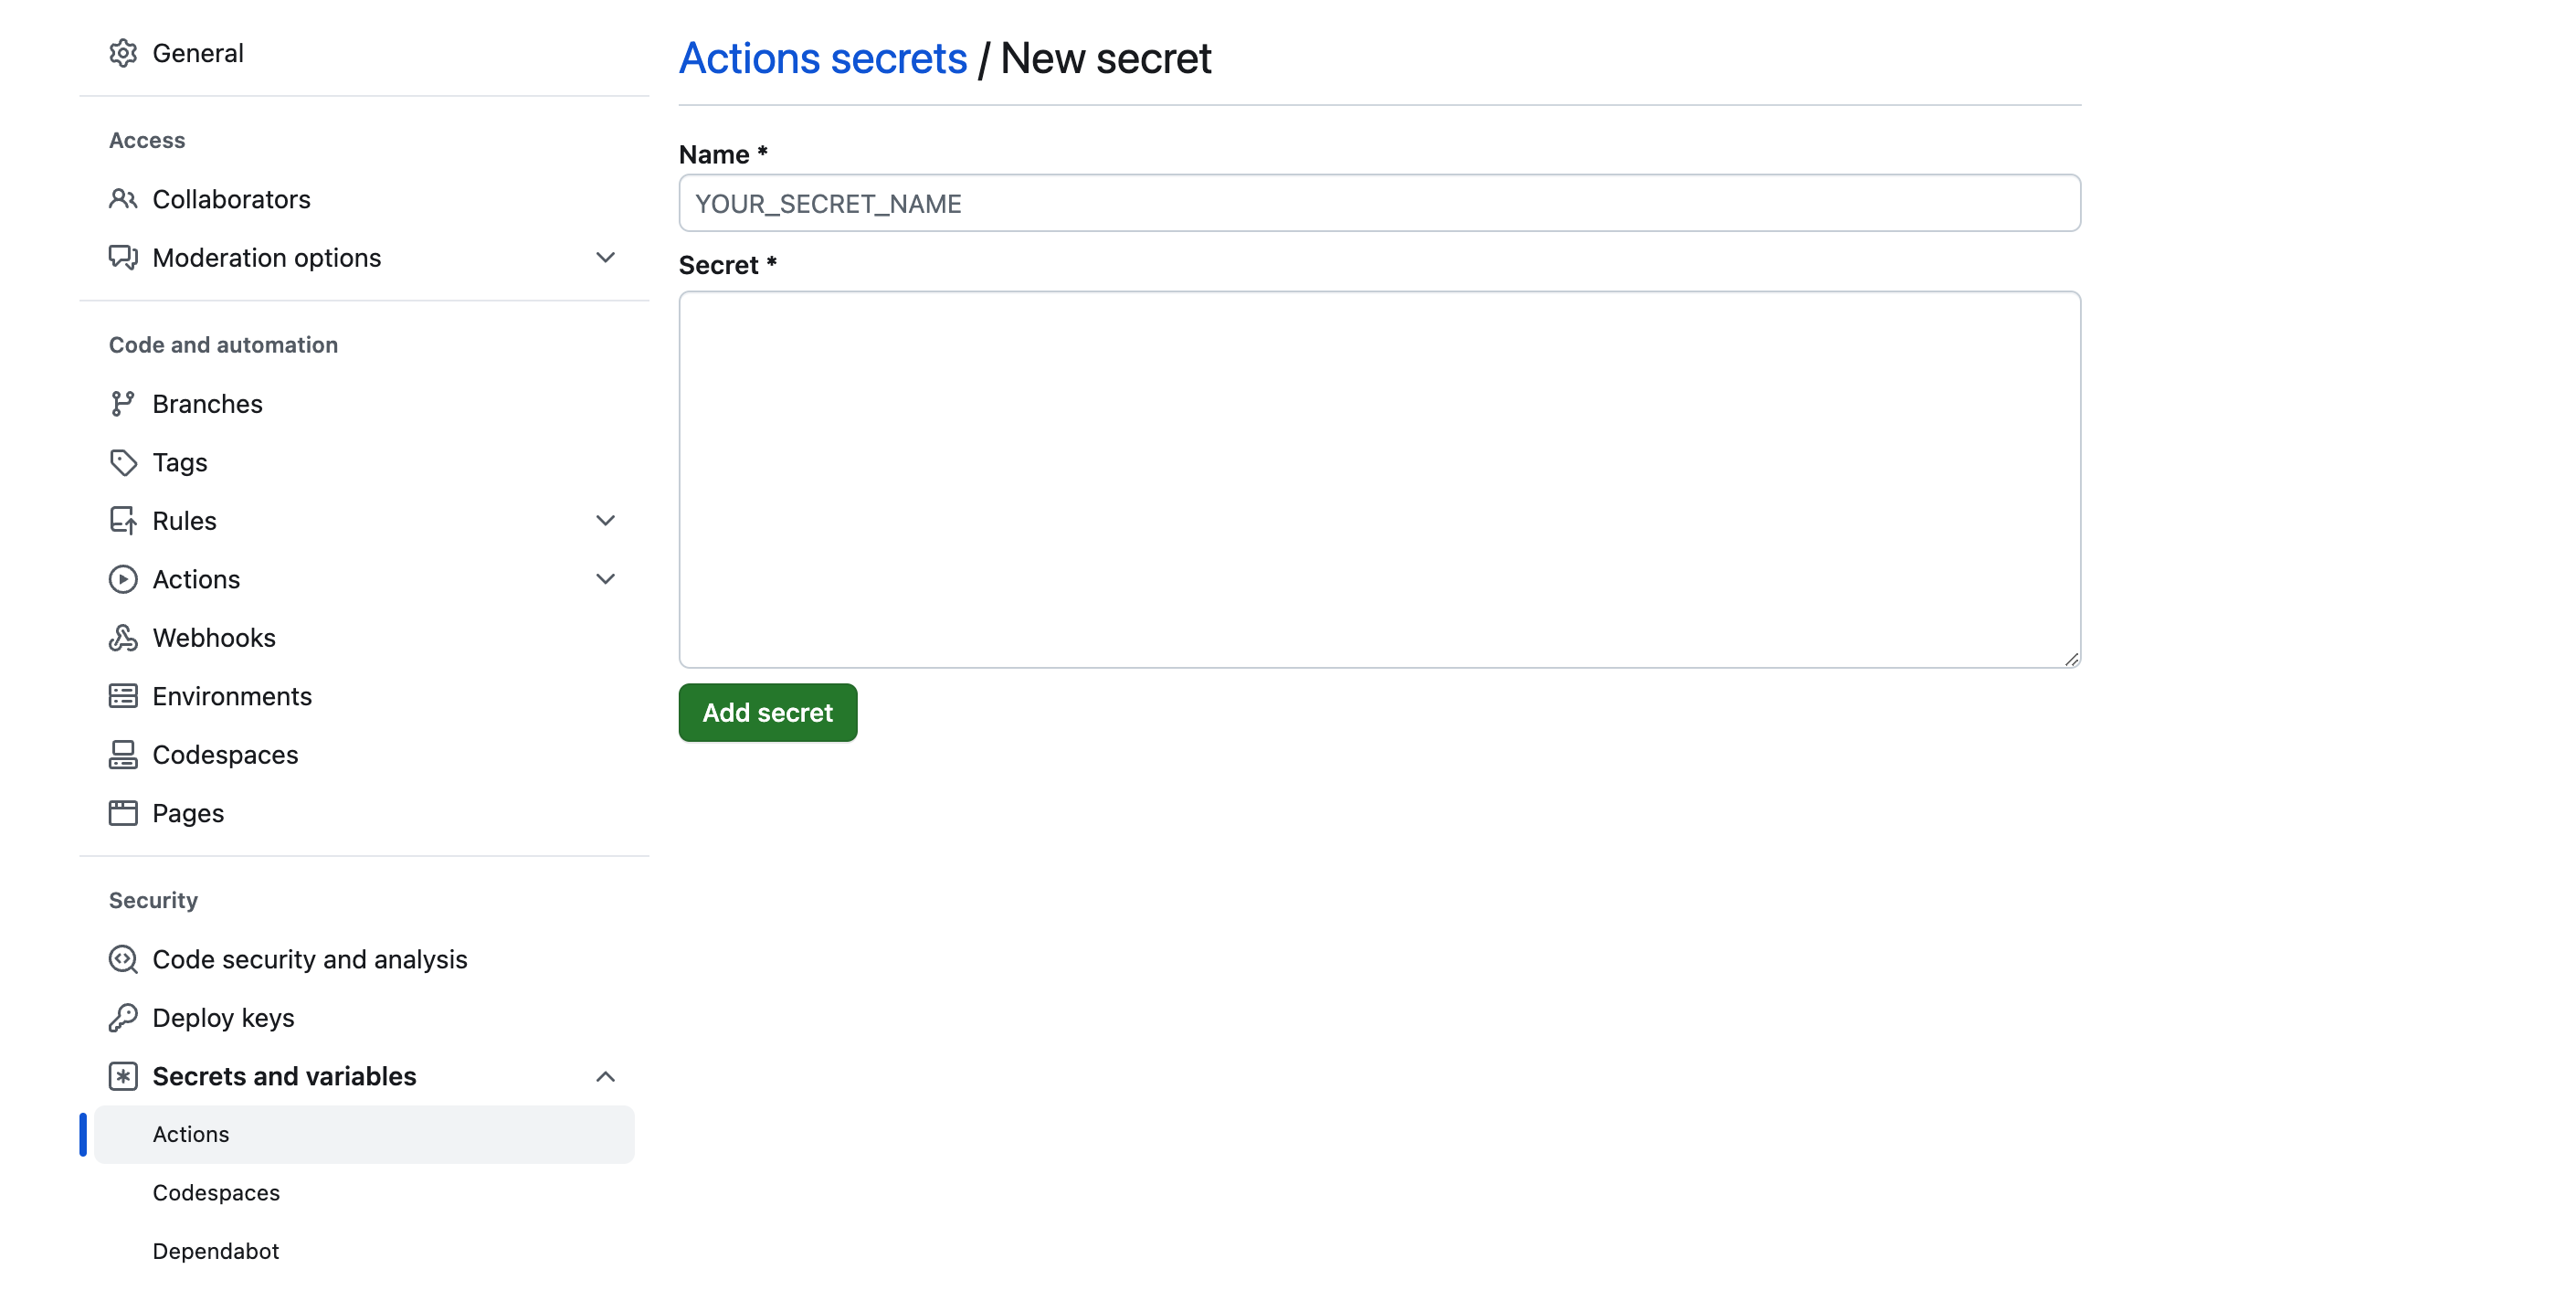 General
Access
Collaborators
Moderation options
Code and automation
Branches
Tags
Rules
Actions
Webhooks
Environments
Codespaces
Pages
Security
Code security and analysis
Deploy keys
Secrets and variables
Actions
Codespaces
Dependabot
Actions secrets / New secret
Name *
YOUR_SECRET_NAME
Secret *
Add secret